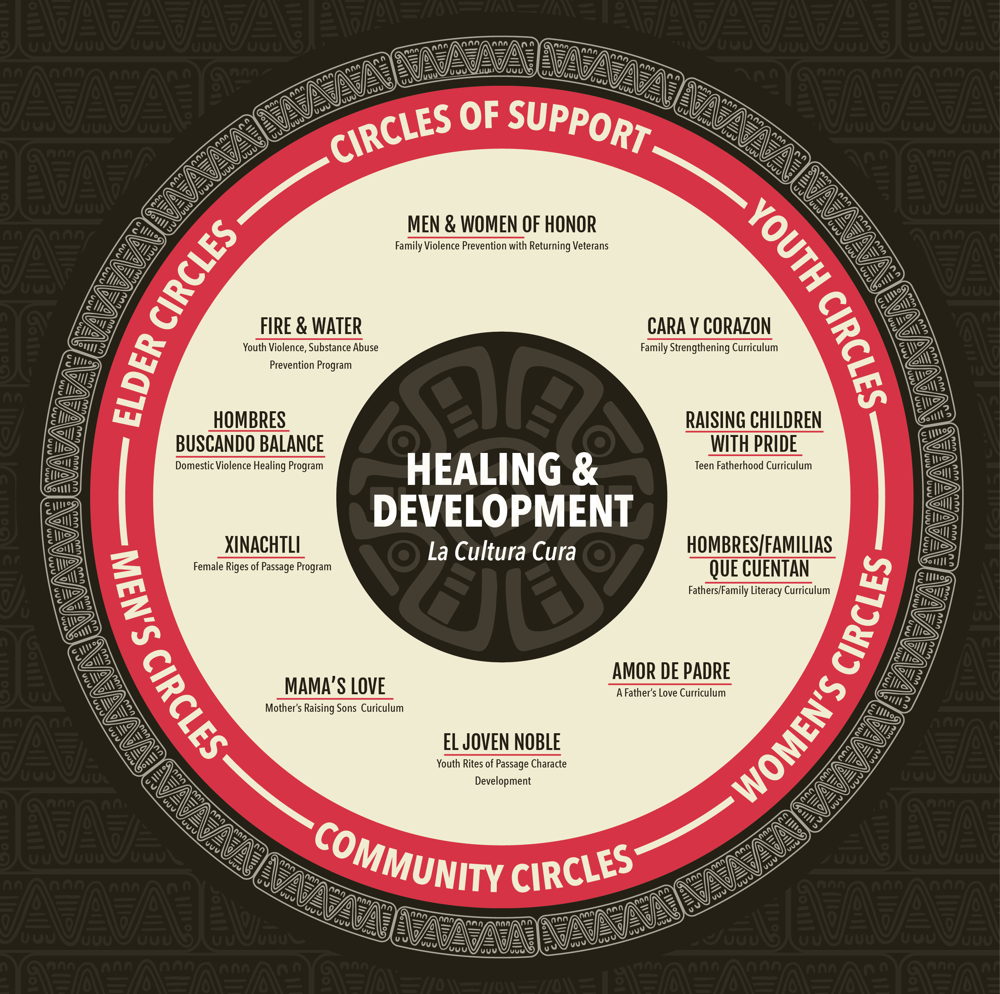 CIRCLES OF SUPPORT
YOUTH CIRCLES
WOMEN'S CIRCLES
COMMUNITY CIRCLES
MEN'S CIRCLES
ELDER CIRCLES
MEN & WOMEN OF HONOR
Family Violence Prevention with Returning Veterans
CARA Y CORAZON
Family Strengthening Curriculum
RAISING CHILDREN
WITH PRIDE
Teen Fatherhood Curriculum
HOMBRES/FAMILIAS
QUE CUENTAN
Fathers/Family Literacy Curriculum
AMOR DE PADRE
A Father's Love Curriculum
EL JOVEN NOBLE
Youth Rites of Passage Characte
Development
MAMA'S LOVE
Mother's Raising Sons Curiculum
XINACHTLI
Female Riges of Passage Program
HOMBRES
BUSCANDO BALANCE
Domestic Violence Healing Program
FIRE & WATER
Youth Violence, Substance Abuse
Prevention Program
HEALING &
DEVELOPMENT
La Cultura Cura